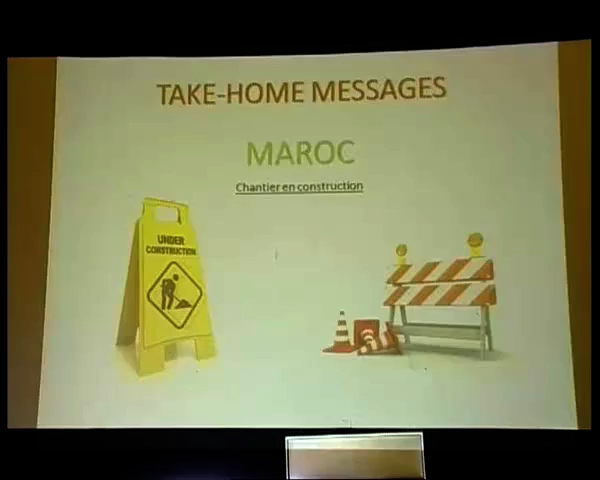 TAKE-HOME MESSAGES
MAROC
Chantier en construction
UNDER
CONSTRUCTION